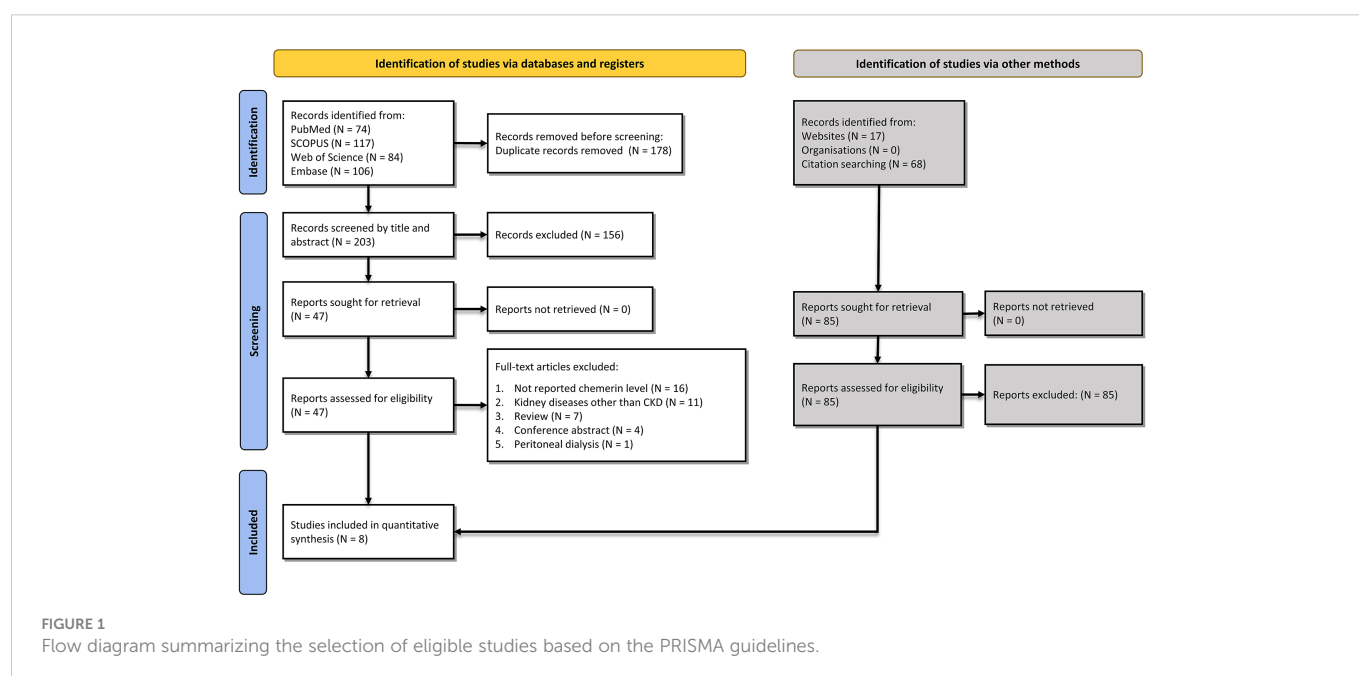 Identification of studies via databases and registers
Identification of studies via other methods
Identification
Records identified from:
PubMed (N = 74)
SCOPUS (N = 117)
Web of Science (N = 84)
Embase (N = 106)
Records removed before screening:
Duplicate records removed (N = 178)
Records identified from:
Websites (N = 17)
Organisations (N = 0)
Citation searching (N = 68)
Screening
Records screened by title and
abstract (N = 203)
Records excluded (N = 156)
Reports sought for retrieval
(N = 47)
Reports not retrieved (N = 0)
Reports sought for retrieval
(N = 85)
Reports not retrieved
(N = 0)
Reports assessed for eligibility
(N = 47)
Full-text articles excluded:
1. Not reported chemerin level (N = 16)
2. Kidney diseases other than CKD (N = 11)
3. Review (N = 7)
4. Conference abstract (N = 4)
5. Peritoneal dialysis (N = 1)
Reports assessed for eligibility
(N = 85)
Reports excluded: (N = 85)
Included
Studies included in quantitative
synthesis (N = 8)
FIGURE 1
Flow diagram summarizing the selection of eligible studies based on the PRISMA guidelines.